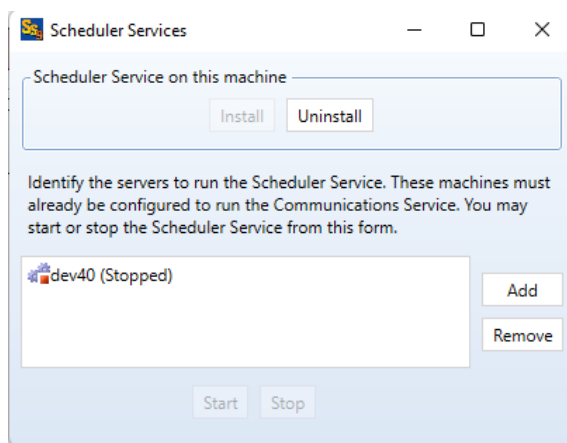 Scheduler Services
Scheduler Service on this machine
Install Uninstall
Identify the servers to run the Scheduler Service. These machines must
already be configured to run the Communications Service. You may
start or stop the Scheduler Service from this form.
dev40 (Stopped)
Add
Remove
Start Stop